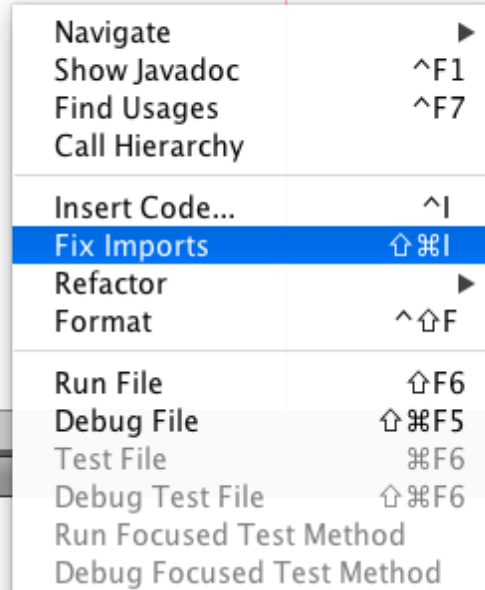 Navigate ▶
Show Javadoc ^F1
Find Usages ^F7
Call Hierarchy
Insert Code... ^I
Fix Imports ⇧⌘I
Refactor ▶
Format ^⇧F
Run File ⇧F6
Debug File ⇧⌘F5
Test File ⌘F6
Debug Test File ⇧⌘F6
Run Focused Test Method
Debug Focused Test Method